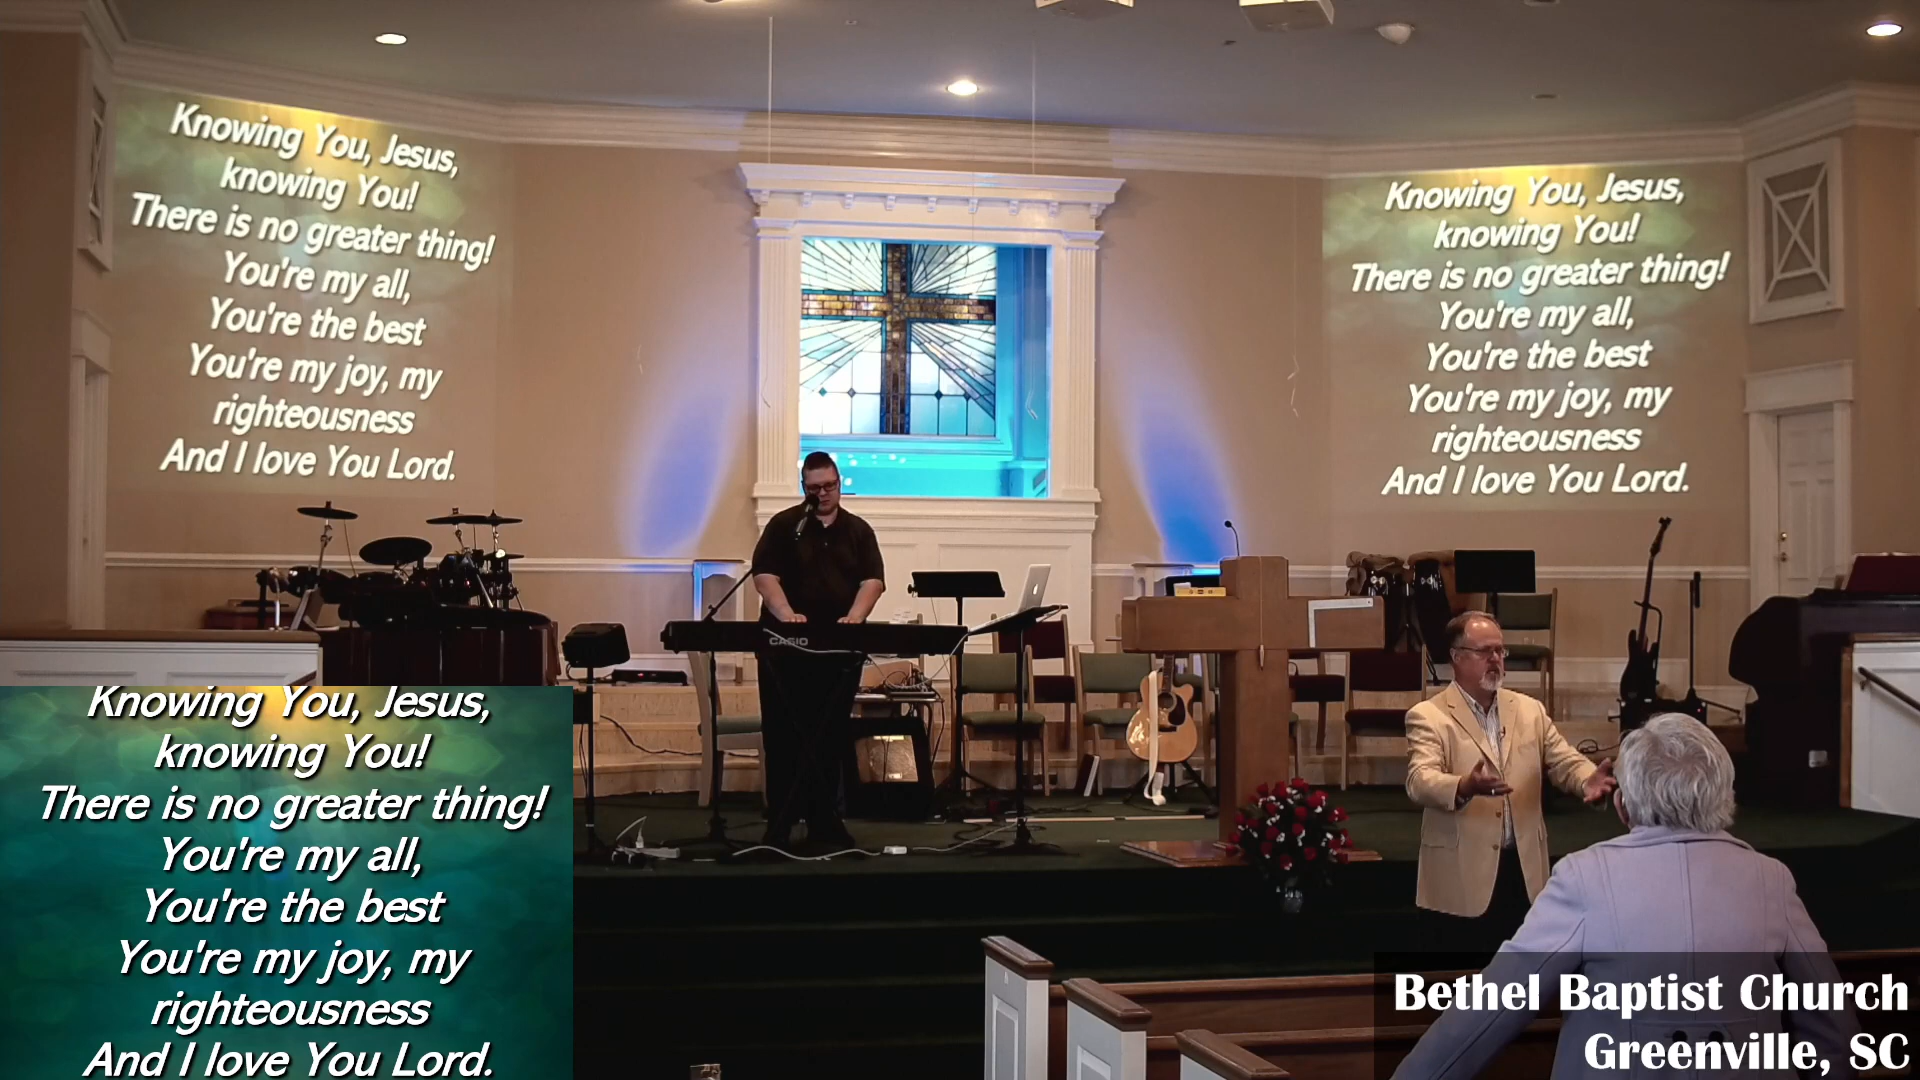 Knowing You, Jesus,
knowing You!
There is no greater thing!
You're my all,
You're the best
You're my joy, my
righteousness
And I love You Lord.
Knowing You, Jesus,
knowing You!
There is no greater thing!
You're my all,
You're the best
You're my joy, my
righteousness
And I love You Lord.
CASIO
Knowing You, Jesus,
knowing You!
There is no greater thing!
You're my all,
You're the best
You're my joy, my
righteousness
And I love You Lord.
Bethel Baptist Church
Greenville, SC